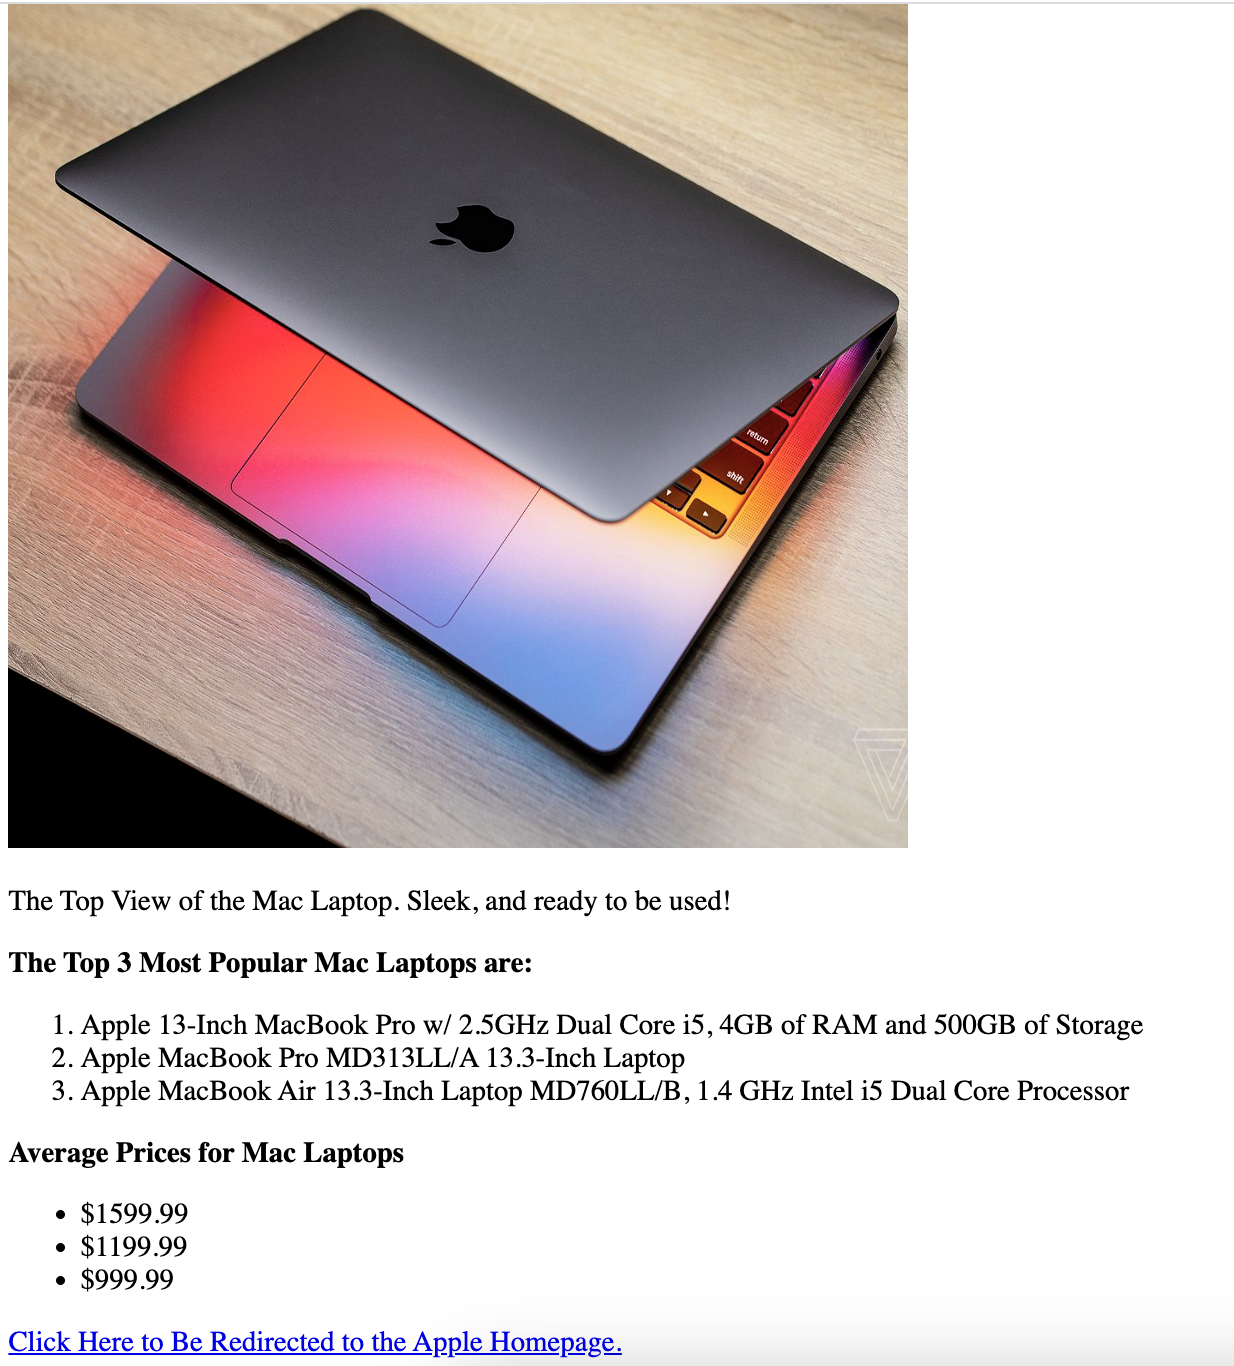 return
shift
The Top View of the Mac Laptop. Sleek, and ready to be used!
The Top 3 Most Popular Mac Laptops are:
1. Apple 13-Inch MacBook Pro w/ 2.5GHz Dual Core i5, 4GB of RAM and 500GB of Storage
2. Apple MacBook Pro MD313LL/A 13.3-Inch Laptop
3. Apple MacBook Air 13.3-Inch Laptop MD760LL/B, 1.4 GHz Intel i5 Dual Core Processor
Average Prices for Mac Laptops
• $1599.99
• $1199.99
• $999.99
Click Here to Be Redirected to the Apple Homepage.